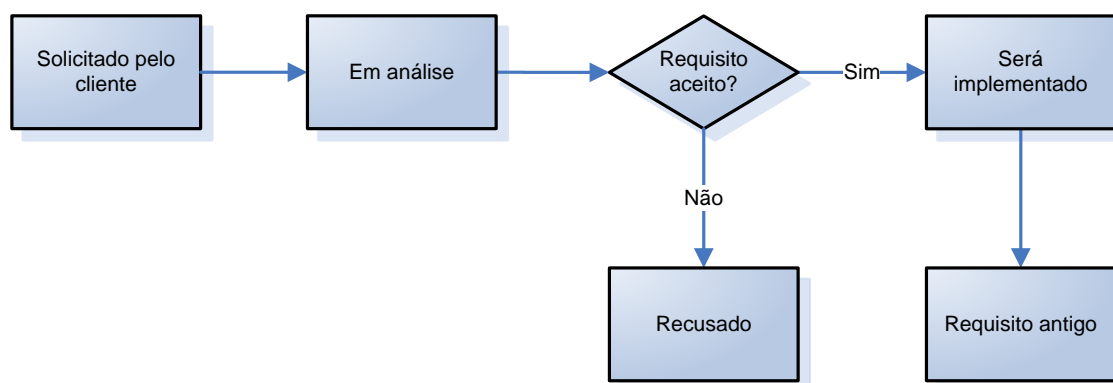 Solicitado pelo
cliente
Em análise
Requisito
aceito?
Sim
Será
implementado
Não
Recusado
Requisito antigo